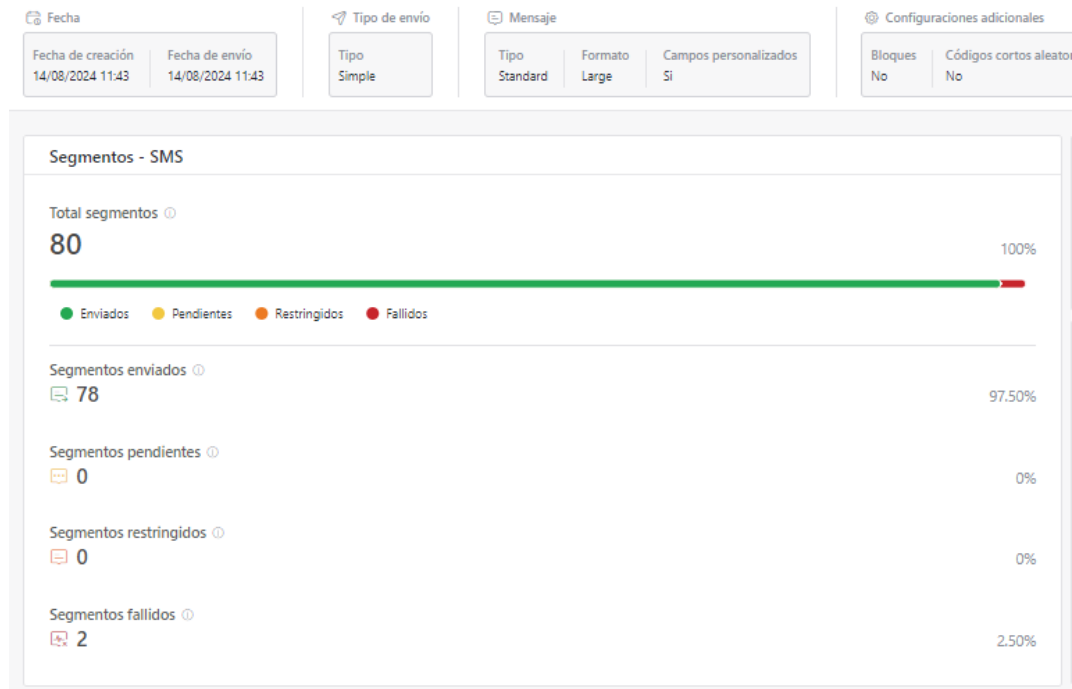 Fecha
Tipo de envío
Mensaje
Configuraciones adicionales
Fecha de creación
Fecha de envío
Tipo
Tipo
Formato
Campos personalizados
Bloques
Códigos cortos aleator
14/08/2024 11:43
14/08/2024 11:43
Simple
Standard
Large
Si
No
No
Segmentos - SMS
Total segmentos
80
100%
Enviados
Pendientes
Restringidos
Fallidos
Segmentos enviados
78
97.50%
Segmentos pendientes
0
0%
Segmentos restringidos
0
0%
Segmentos fallidos
2
2.50%